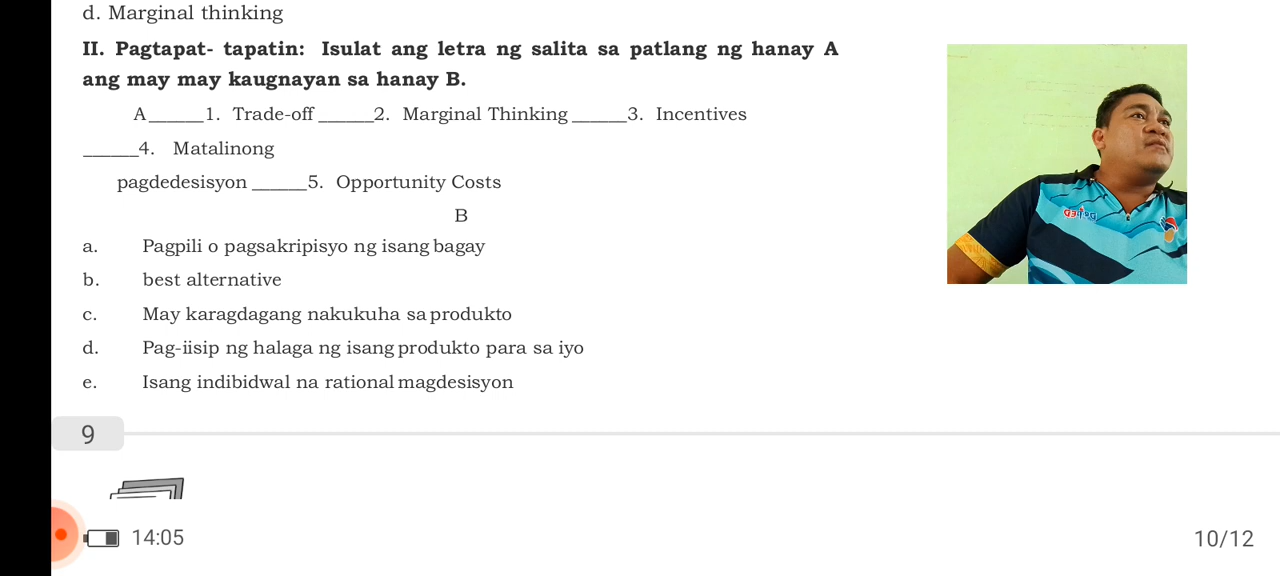 d. Marginal thinking
II. Pagtapat- tapatin: Isulat ang letra ng salita sa patlang ng hanay A
ang may may kaugnayan sa hanay B.
A______1. Trade-off ______2. Marginal Thinking ______3. Incentives
______4. Matalinong
pagdedesisyon ______5. Opportunity Costs
B
a. Pagpili o pagsakripisyo ng isang bagay
b. best alternative
c. May karagdagang nakukuha sa produkto
d. Pag-iisip ng halaga ng isang produkto para sa iyo
e. Isang indibidwal na rational magdesisyon
9
14:05
10/12